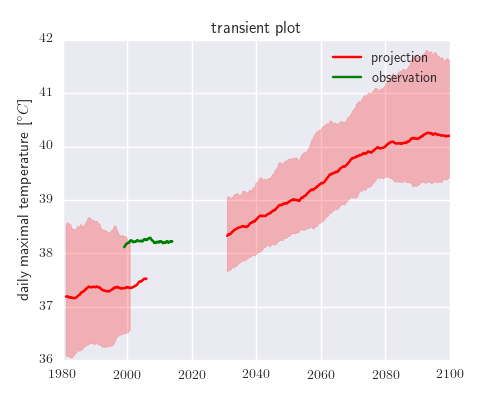 transient plot
42
41
40
39
38
37
36
daily maximal temperature [°C]
projection
observation
1980 2000 2020 2040 2060 2080 2100